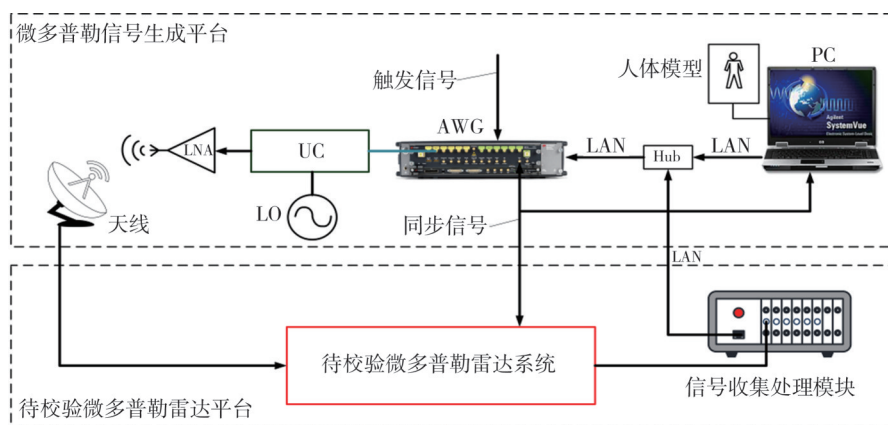 微多普勒信号生成平台
触发信号
人体模型
PC
AWG
Agilent
SystemVue
LNA
UC
LAN
Hub
LAN
LO
天线
同步信号
LAN
待校验微多普勒雷达系统
信号收集处理模块
待校验微多普勒雷达平台